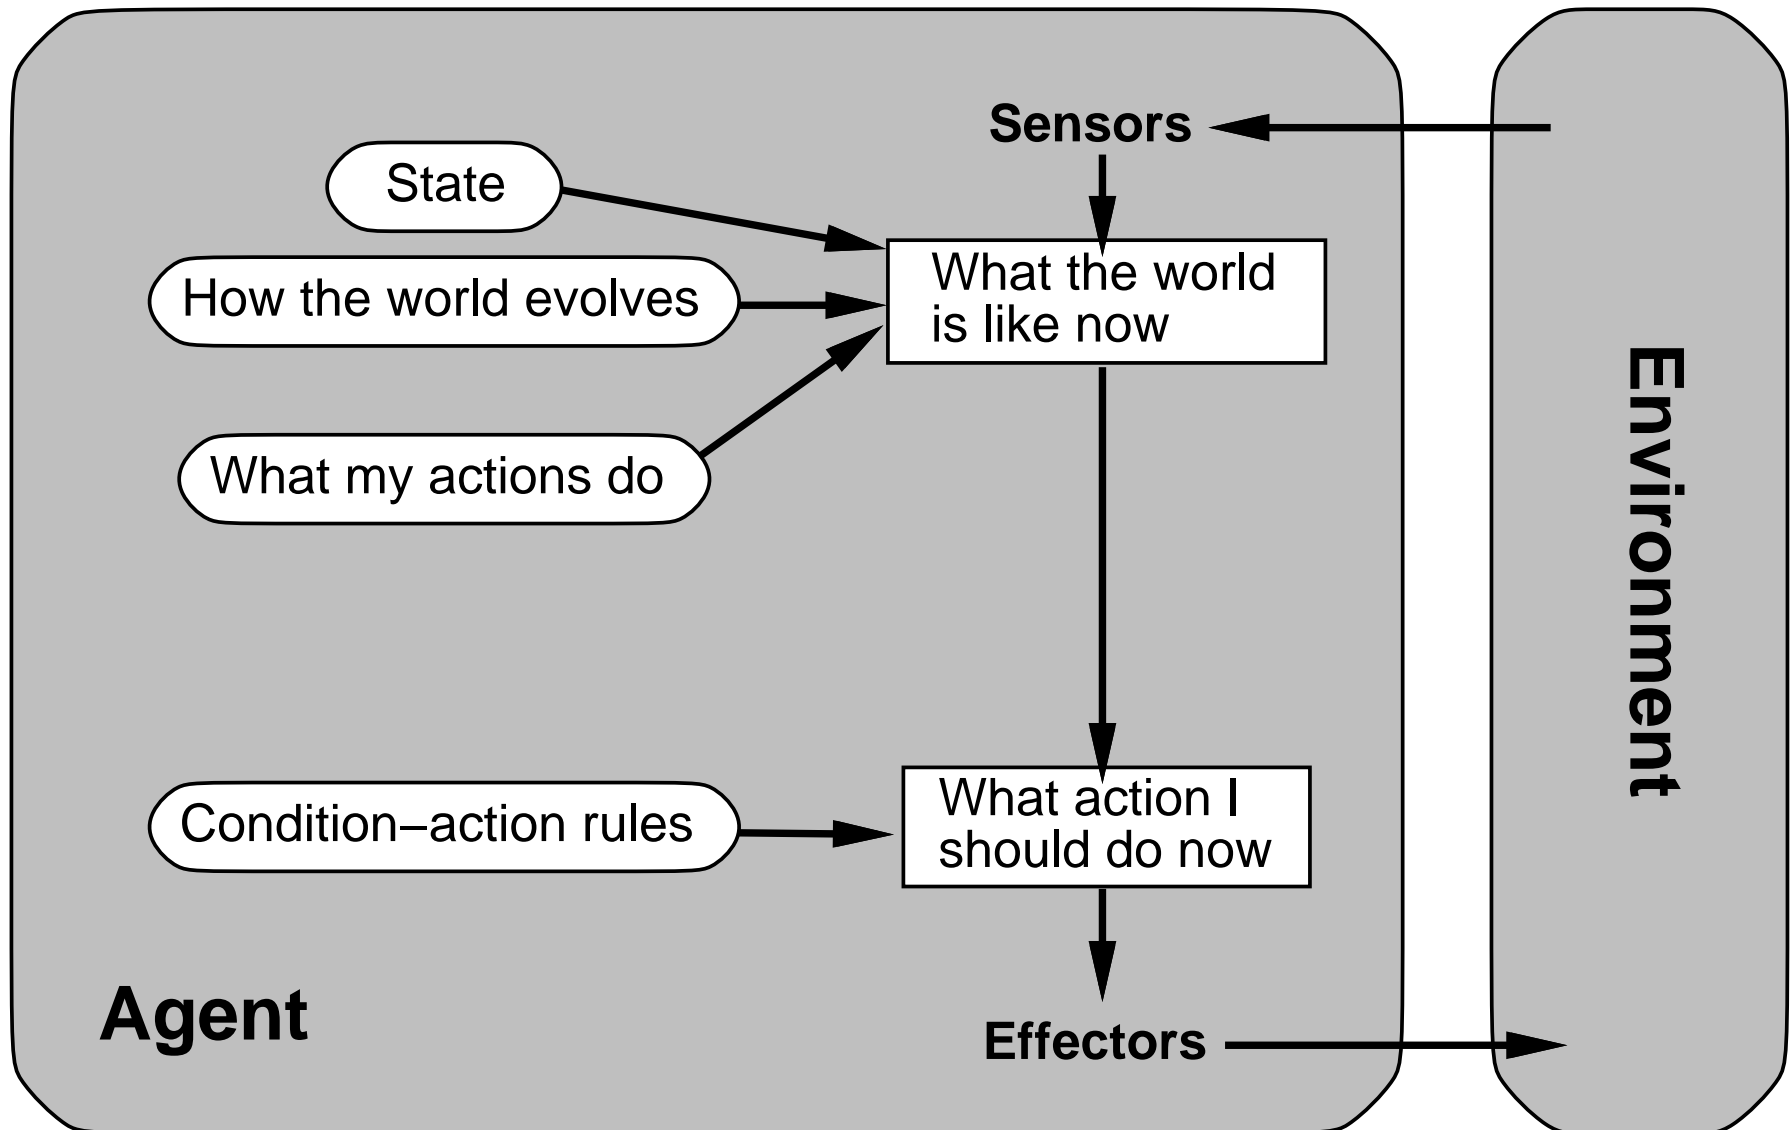 Sensors
State
What the world
is like now
How the world evolves
What my actions do
Condition–action rules
What action I
should do now
Agent
Effectors
Environment